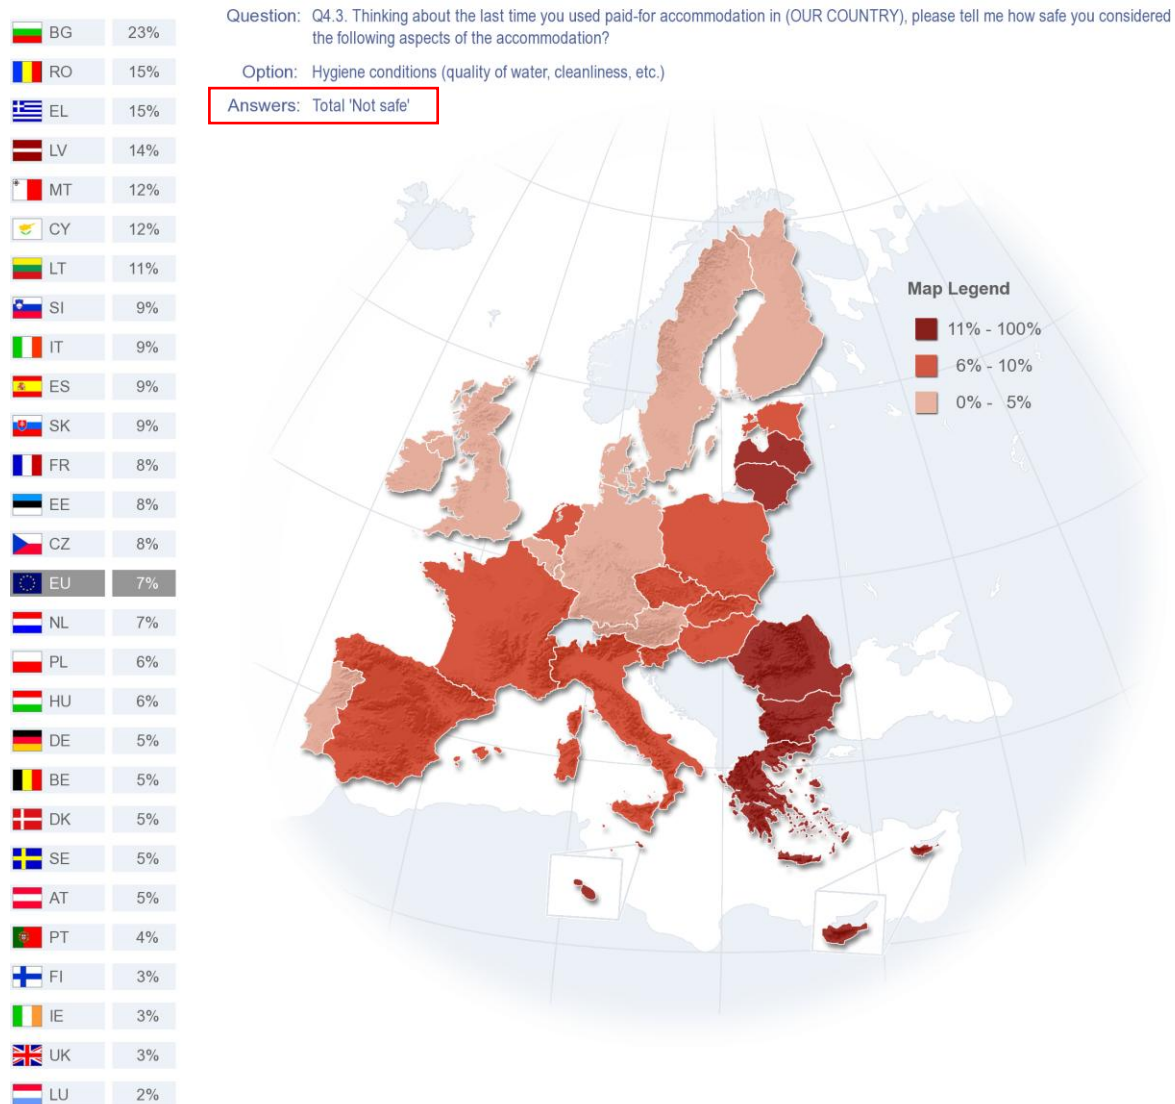 Question: Q4.3. Thinking about the last time you used paid-for accommodation in (OUR COUNTRY), please tell me how safe you considered
the following aspects of the accommodation?
Option: Hygiene conditions (quality of water, cleanliness, etc.)
Answers: Total 'Not safe'
BG 23%
RO 15%
EL 15%
LV 14%
MT 12%
CY 12%
LT 11%
SI 9%
IT 9%
ES 9%
SK 9%
FR 8%
EE 8%
CZ 8%
EU 7%
NL 7%
PL 6%
HU 6%
DE 5%
BE 5%
DK 5%
SE 5%
AT 5%
PT 4%
FI 3%
IE 3%
UK 3%
LU 2%
Map Legend
11% - 100%
6% - 10%
0% - 5%